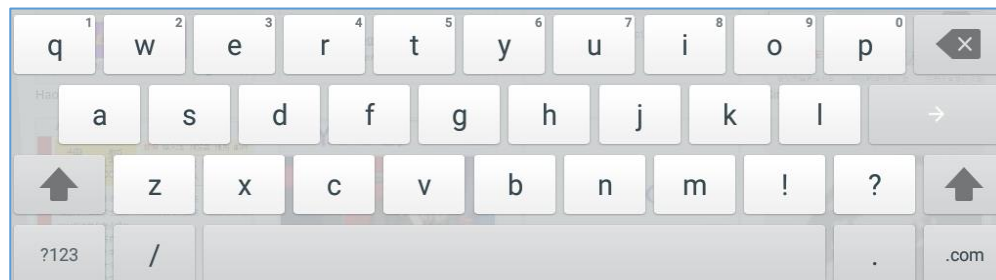 q 1 w 2 e 3 r 4 t 5 y 6 u 7 i 8 o 9 p 0
a s d f g h j k l
z x c v b n m ! ?
?123 / . .com